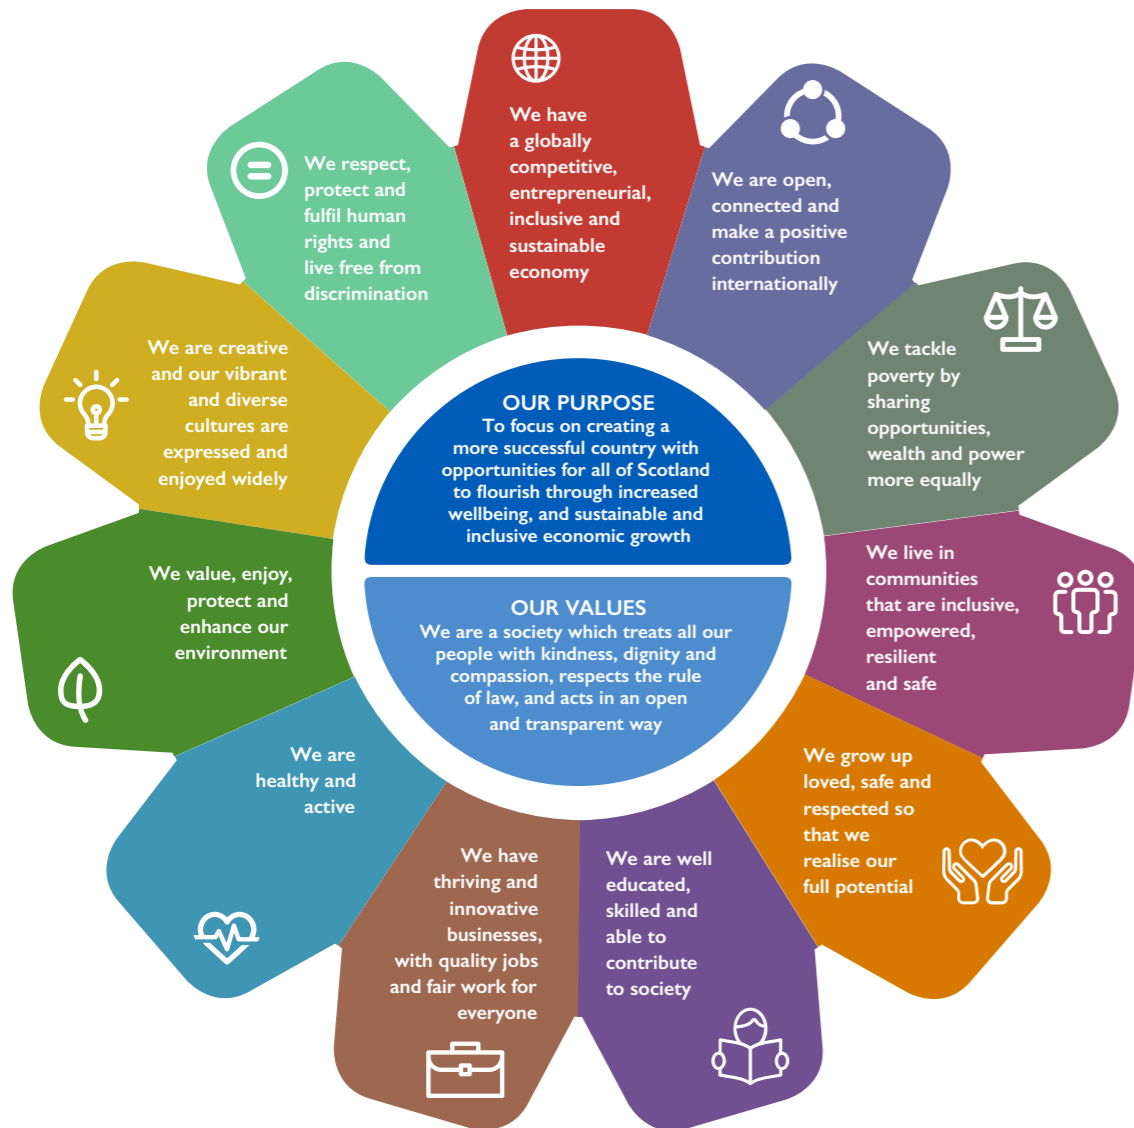 We have
a globally
competitive,
entrepreneurial,
inclusive and
sustainable
economy
We are open,
connected and
make a positive
contribution
internationally
We tackle
poverty by
sharing
opportunities,
wealth and power
more equally
We live in
communities
that are inclusive,
empowered,
resilient
and safe
We grow up
loved, safe and
respected so
that we
realise our
full potential
We are well
educated,
skilled and
able to
contribute
to society
We have
thriving and
innovative
businesses,
with quality jobs
and fair work for
everyone
We are
healthy and
active
We value, enjoy,
protect and
enhance our
environment
We are creative
and our vibrant
and diverse
cultures are
expressed and
enjoyed widely
We respect,
protect and
fulfil human
rights and
live free from
discrimination
OUR PURPOSE
To focus on creating a
more successful country with
opportunities for all of Scotland
to flourish through increased
wellbeing, and sustainable and
inclusive economic growth
OUR VALUES
We are a society which treats all our
people with kindness, dignity and
compassion, respects the rule
of law, and acts in an open
and transparent way